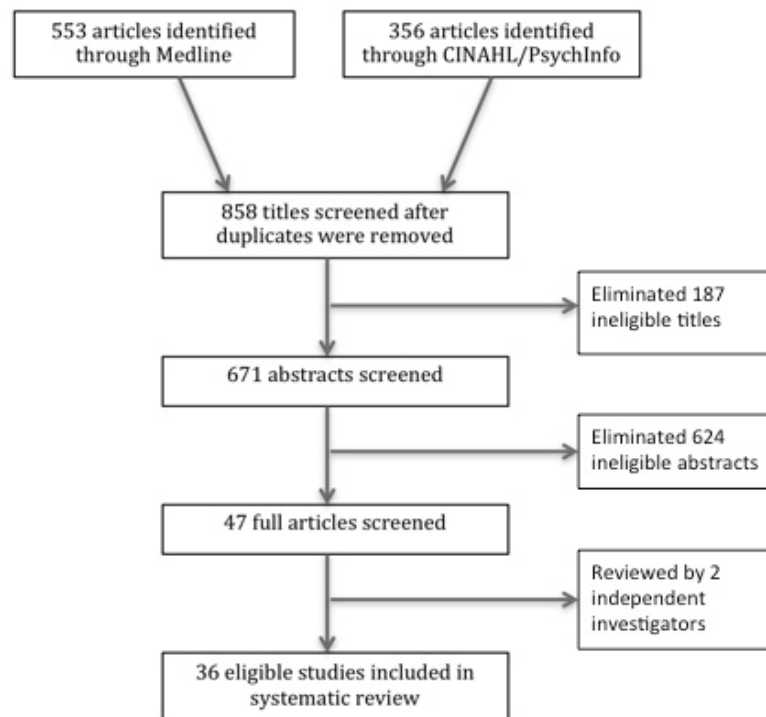 553 articles identified
through Medline
356 articles identified
through CINAHL/PsychInfo
858 titles screened after
duplicates were removed
Eliminated 187
ineligible titles
671 abstracts screened
Eliminated 624
ineligible abstracts
47 full articles screened
Reviewed by 2
independent
investigators
36 eligible studies included in
systematic review